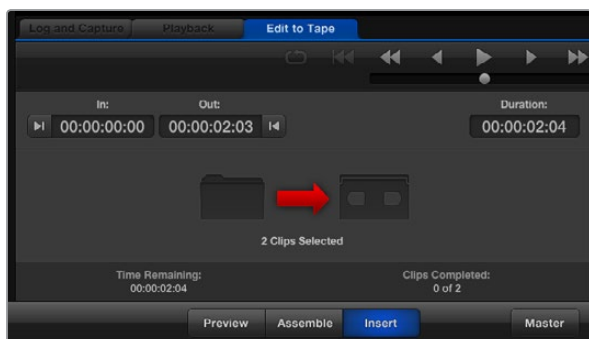 Log and Capture Playback Edit to Tape
In: Out: Duration:
00:00:00:00 00:00:02:03 00:00:02:04
2 Clips Selected
Time Remaining: Clips Completed:
00:00:02:04 0 of 2
Preview Assemble Insert Master